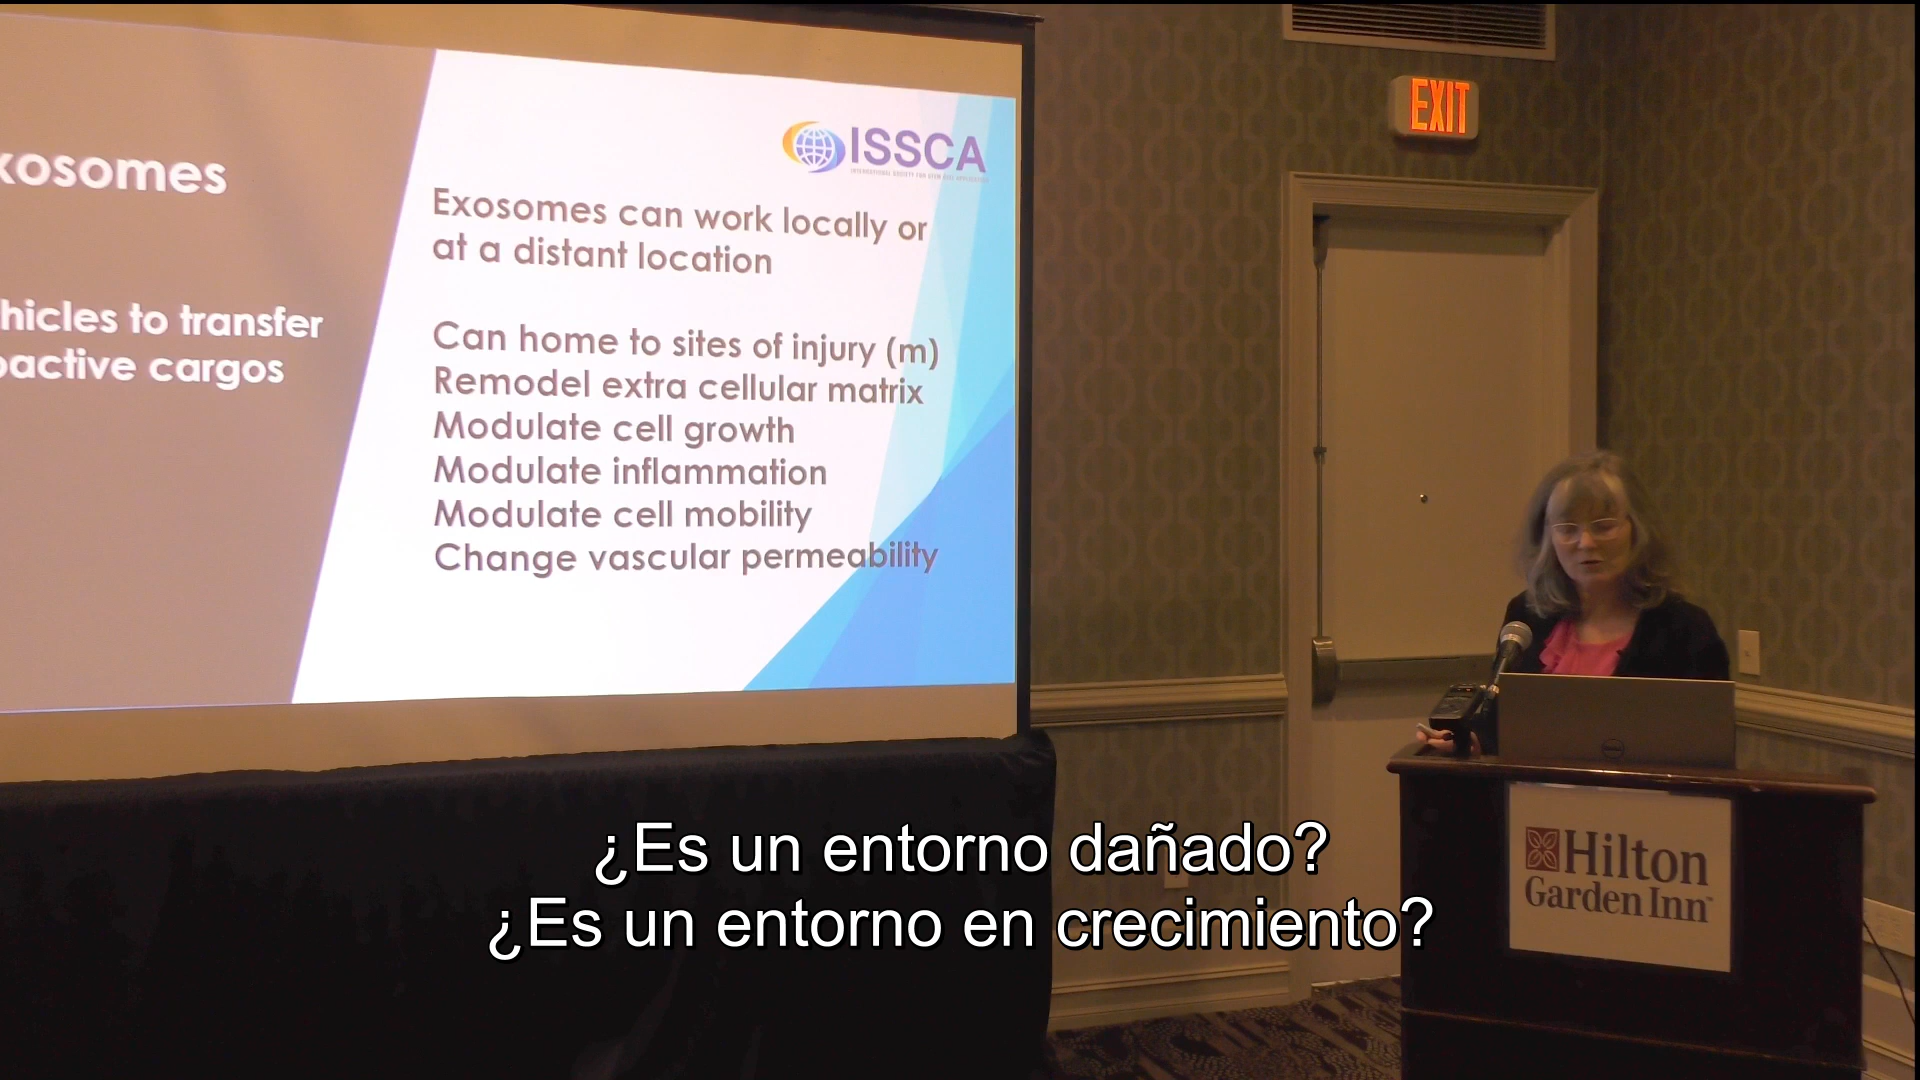 xosomes
hicles to transfer
oactive cargos
ISSCA
Exosomes can work locally or
at a distant location
Can home to sites of injury (m)
Remodel extra cellular matrix
Modulate cell growth
Modulate inflammation
Modulate cell mobility
Change vascular permeability
EXIT
Hilton
Garden Inn
¿Es un entorno dañado?
¿Es un entorno en crecimiento?